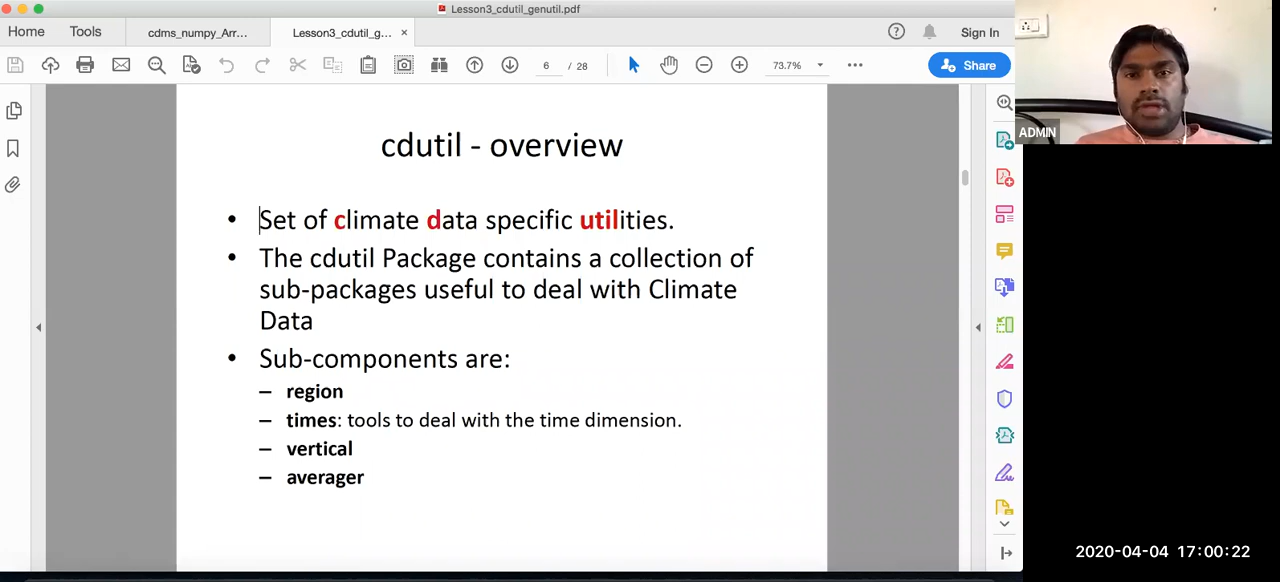 Lesson3_cdutil_genutil.pdf
Home Tools cdms_numpy_Arr... Lesson3_cdutil_g... × Sign In
6 / 28 73.7% Share
ADMIN
cdutil - overview
• Set of climate data specific utilities.
• The cdutil Package contains a collection of
sub-packages useful to deal with Climate
Data
• Sub-components are:
– region
– times: tools to deal with the time dimension.
– vertical
– averager
2020-04-04 17:00:22